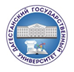 ДАГЕСТАНСКИЙ ГОСУДАРСТВЕННЫЙ
УНИВЕРСИТЕТ